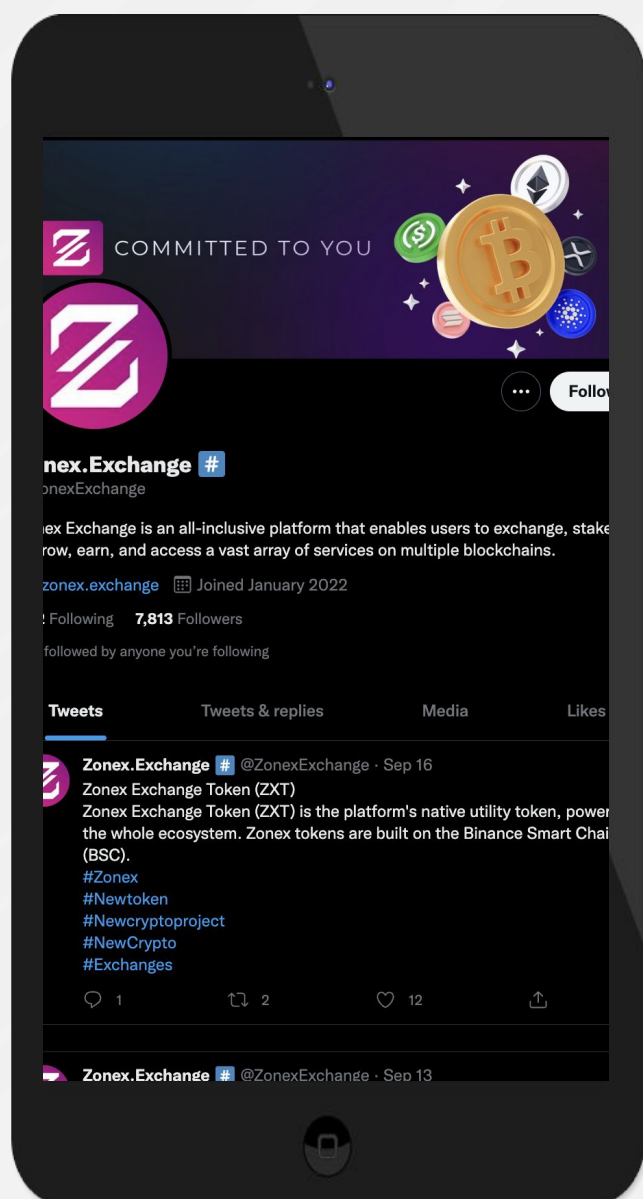 COMMITTED TO YOU
Follo
nex.Exchange #
onexExchange
ex Exchange is an all-inclusive platform that enables users to exchange, stake
row, earn, and access a vast array of services on multiple blockchains.
zonex.exchange Joined January 2022
Following 7,813 Followers
followed by anyone you're following
Tweets Tweets & replies Media Likes
Zonex.Exchange # @ZonexExchange · Sep 16
Zonex Exchange Token (ZXT)
Zonex Exchange Token (ZXT) is the platform's native utility token, power
the whole ecosystem. Zonex tokens are built on the Binance Smart Chai
(BSC).
#Zonex
#Newtoken
#Newcryptoproject
#NewCrypto
#Exchanges
1 2 12
Zonex.Exchange # @ZonexExchange · Sep 13